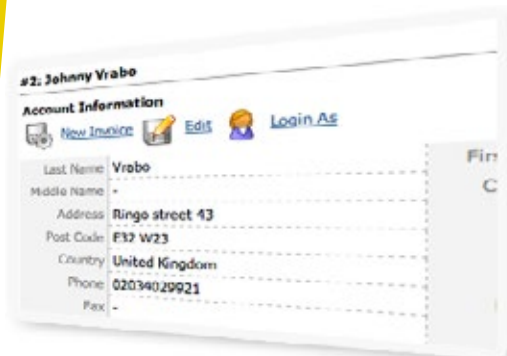 #2: Johnny Vrabo
Account Information
New Invoice Edit Login As
Last Name Vrabo
Middle Name -
Address Ringo street 43
Post Code E32 W23
Country United Kingdom
Phone 02034029921
Fax -